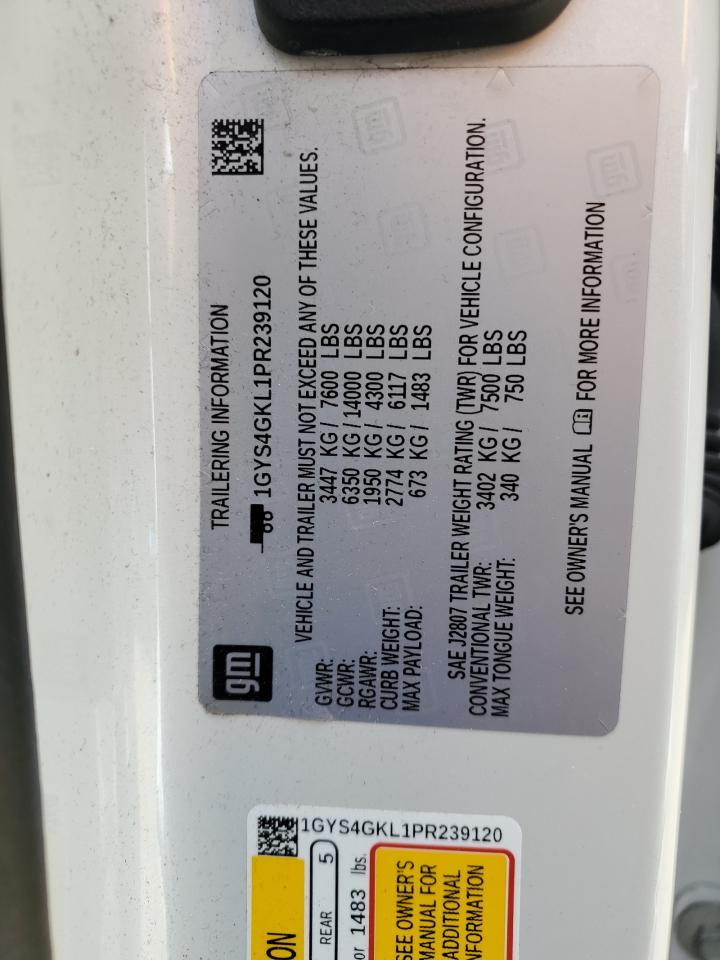 gm
TRAILERING INFORMATION
1GYS4GKL1PR239120
VEHICLE AND TRAILER MUST NOT EXCEED ANY OF THESE VALUES.
GVWR: 3447 KG / 7600 LBS
GCWR: 6350 KG / 14000 LBS
RGAWR: 1950 KG / 4300 LBS
CURB WEIGHT: 2774 KG / 6117 LBS
MAX PAYLOAD: 673 KG / 1483 LBS
SAE J2807 TRAILER WEIGHT RATING (TWR) FOR VEHICLE CONFIGURATION.
CONVENTIONAL TWR: 3402 KG / 7500 LBS
MAX TONGUE WEIGHT: 340 KG / 750 LBS
SEE OWNER'S MANUAL FOR MORE INFORMATION
1GYS4GKL1PR239120
ON
REAR 5
or 1483 lbs.
SEE OWNER'S
MANUAL FOR
ADDITIONAL
INFORMATION